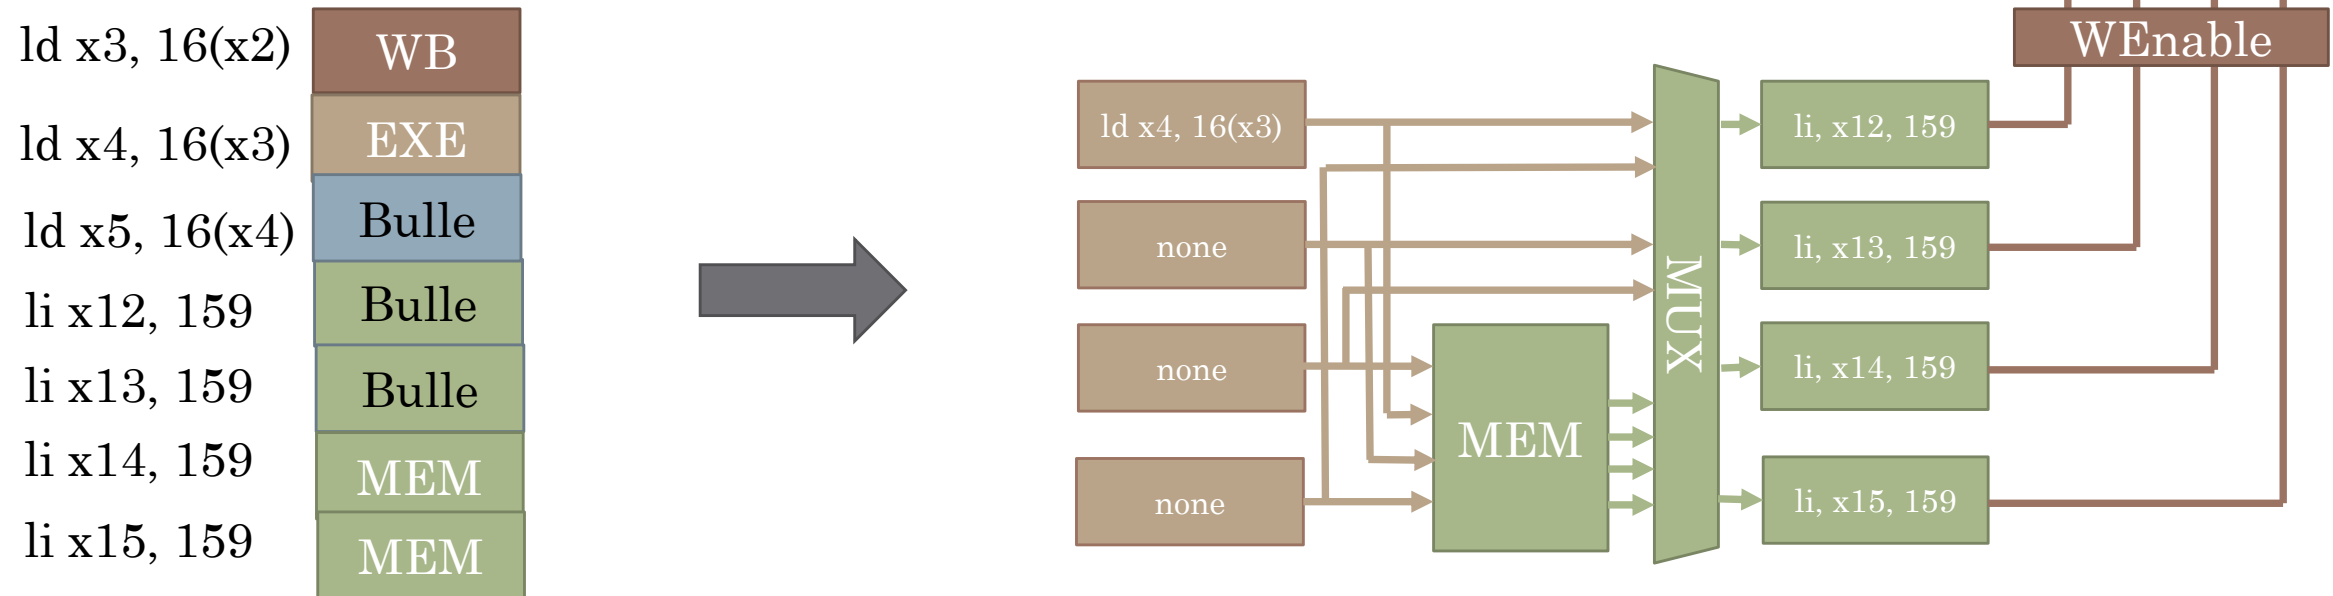 ld x3, 16(x2)
WB
ld x4, 16(x3)
EXE
ld x5, 16(x4)
Bulle
li x12, 159
Bulle
li x13, 159
Bulle
li x14, 159
MEM
li x15, 159
MEM
ld x4, 16(x3)
none
none
none
MEM
MUX
li, x12, 159
li, x13, 159
li, x14, 159
li, x15, 159
WEnable